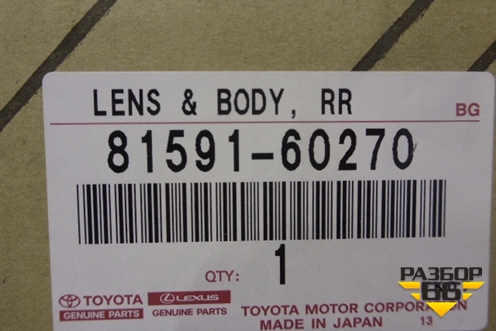 LENS & BODY, RR
BG
81591-60270
QTY: 1
TOYOTA
GENUINE PARTS
LEXUS
GENUINE PARTS
TOYOTA MOTOR CORPORATION
MADE IN JAPAN 13
РАЗБОР
68